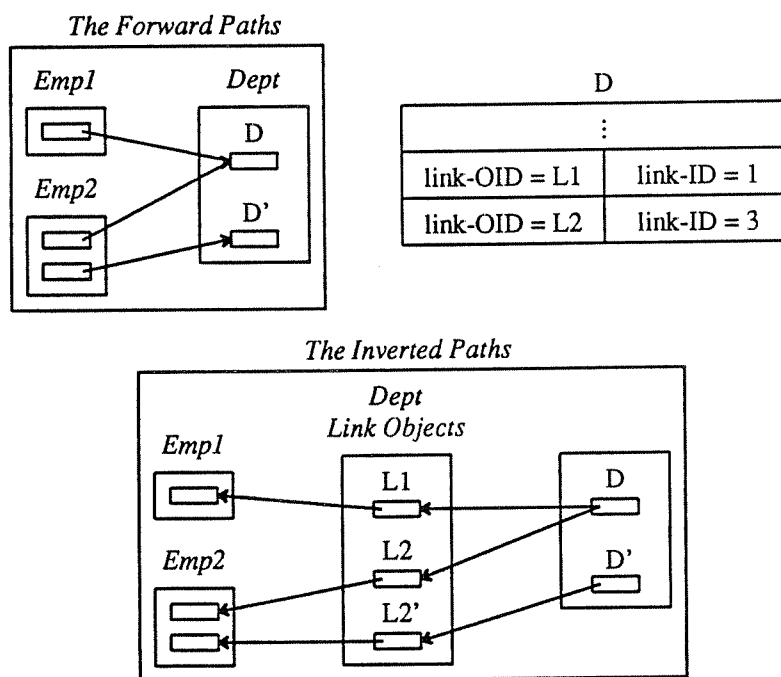 The Forward Paths
Emp1 Dept
D
Emp2
D'
D
⋮
link-OID = L1 link-ID = 1
link-OID = L2 link-ID = 3
The Inverted Paths
Dept
Link Objects
Emp1
L1 D
Emp2 L2 D'
L2'